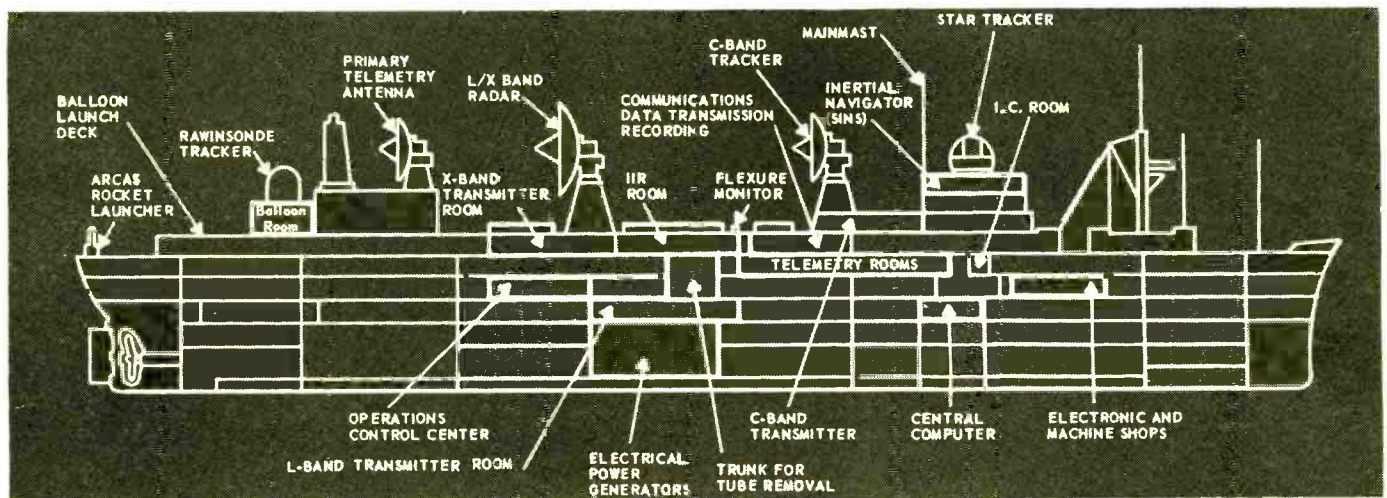 BALLOON
LAUNCH
DECK
ARCAS
ROCKET
LAUNCHER
RAWINSONDE
TRACKER
Balloon
Room
PRIMARY
TELEMETRY
ANTENNA
L/X BAND
RADAR
X-BAND
TRANSMITTER
ROOM
IIR
ROOM
COMMUNICATIONS
DATA TRANSMISSION
RECORDING
FLEXURE
MONITOR
C-BAND
TRACKER
MAINMAST
INERTIAL
NAVIGATOR
(SINS)
STAR TRACKER
I.C. ROOM
TELEMETRY ROOMS
OPERATIONS
CONTROL CENTER
L-BAND TRANSMITTER ROOM
ELECTRICAL
POWER
GENERATORS
TRUNK FOR
TUBE REMOVAL
C-BAND
TRANSMITTER
CENTRAL
COMPUTER
ELECTRONIC AND
MACHINE SHOPS